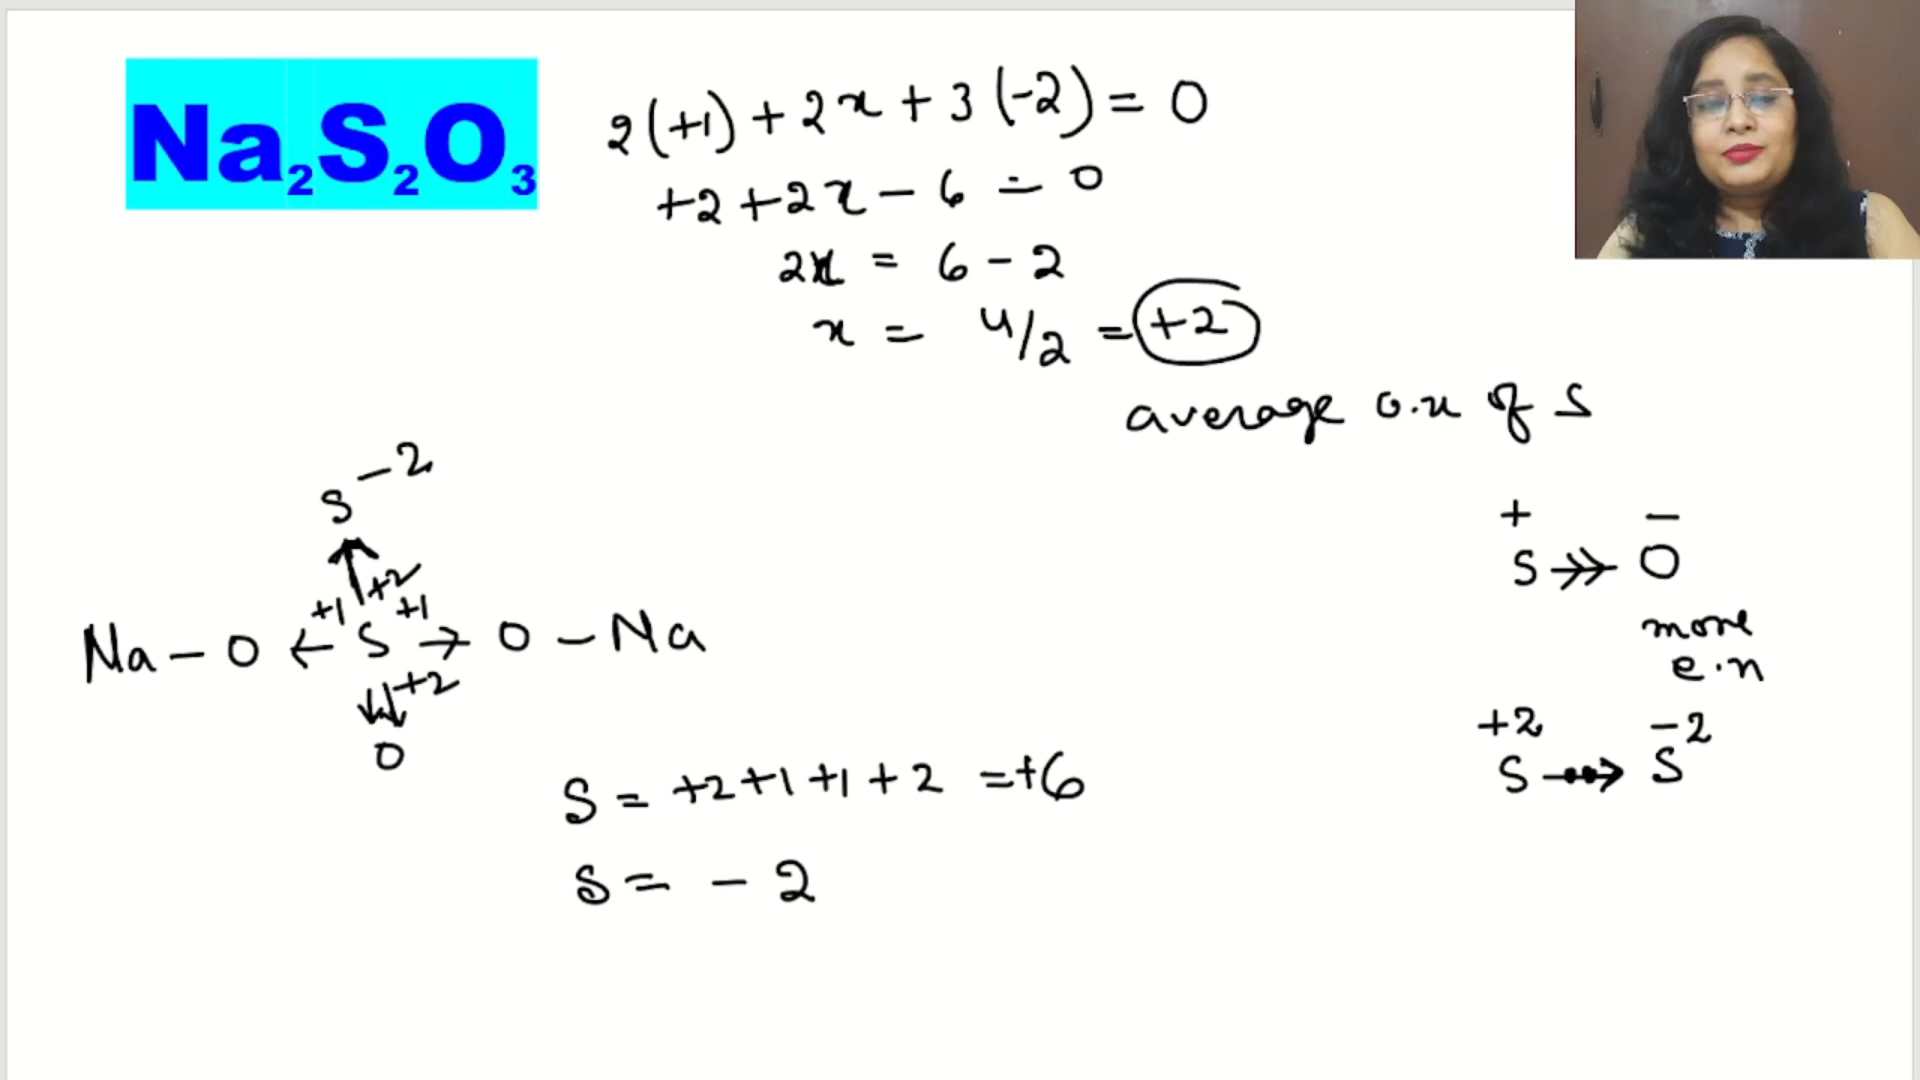 Na₂S₂O₃
2(+1) + 2x + 3(-2) = 0
+2 + 2x - 6 = 0
2x = 6 - 2
x = 4/2 = +2
average o.n of S
S -2
+2
+1 +1
Na - O ← S → O - Na
+2
O
S = +2 +1 +1 +2 = +6
S = - 2
+ -
S → O
more
e.n
+2 -2
S → S